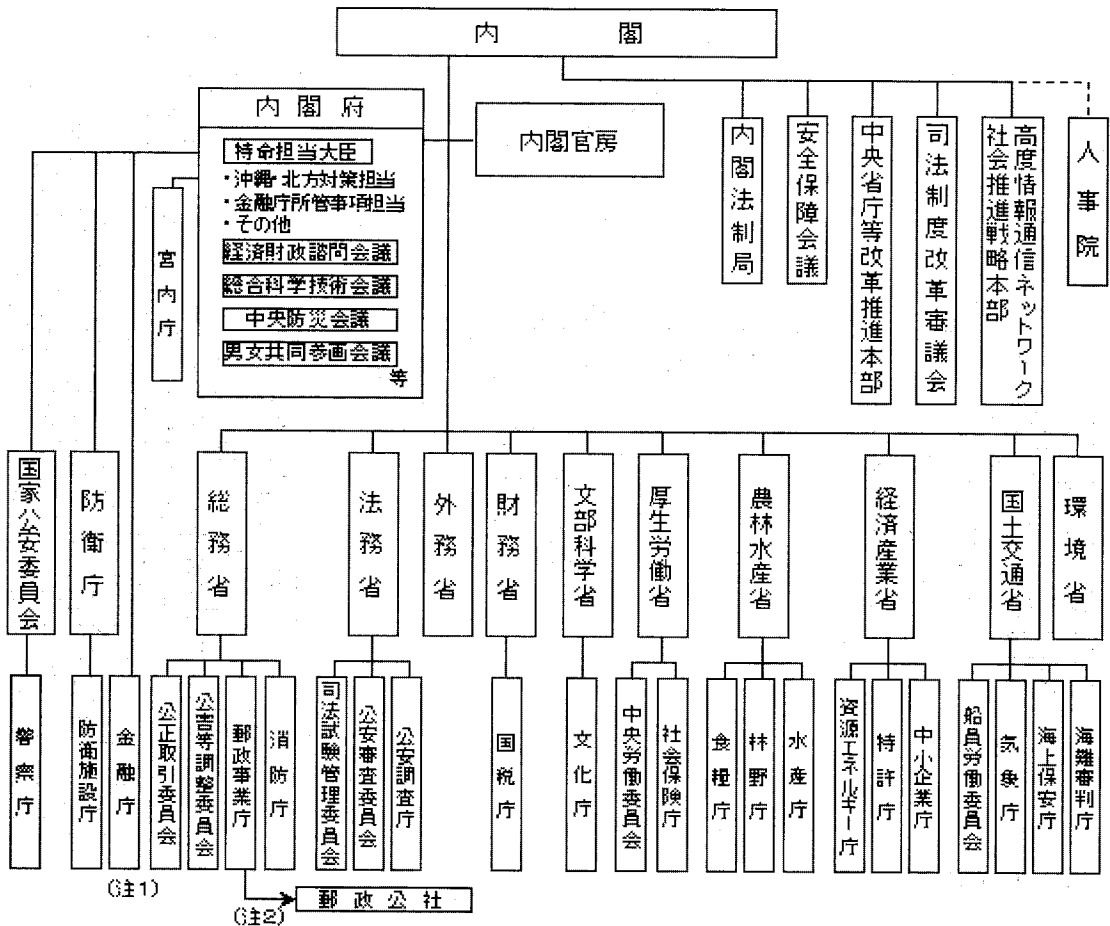 内閣
内閣府
特命担当大臣
・沖縄・北方対策担当
・金融庁所管事項担当
・その他
経済財政諮問会議
総合科学技術会議
中央防災会議
男女共同参画会議
等
内閣官房
内閣法制局
安全保障会議
中央省庁等改革推進本部
司法制度改革審議会
高度情報通信ネットワーク
社会推進戦略本部
人事院
宮内庁
国家公安委員会
防衛庁
総務省
法務省
外務省
財務省
文部科学省
厚生労働省
農林水産省
経済産業省
国土交通省
環境省
警察庁
防衛施設庁
金融庁
公正取引委員会
公害等調整委員会
郵政事業庁
消防庁
司法試験管理委員会
公安審査委員会
公安調査庁
国税庁
文化庁
中央労働委員会
社会保険庁
食糧庁
林野庁
水産庁
資源エネルギー庁
特許庁
中小企業庁
船員労働委員会
気象庁
海上保安庁
海難審判庁
(注1)
(注2)
郵政公社